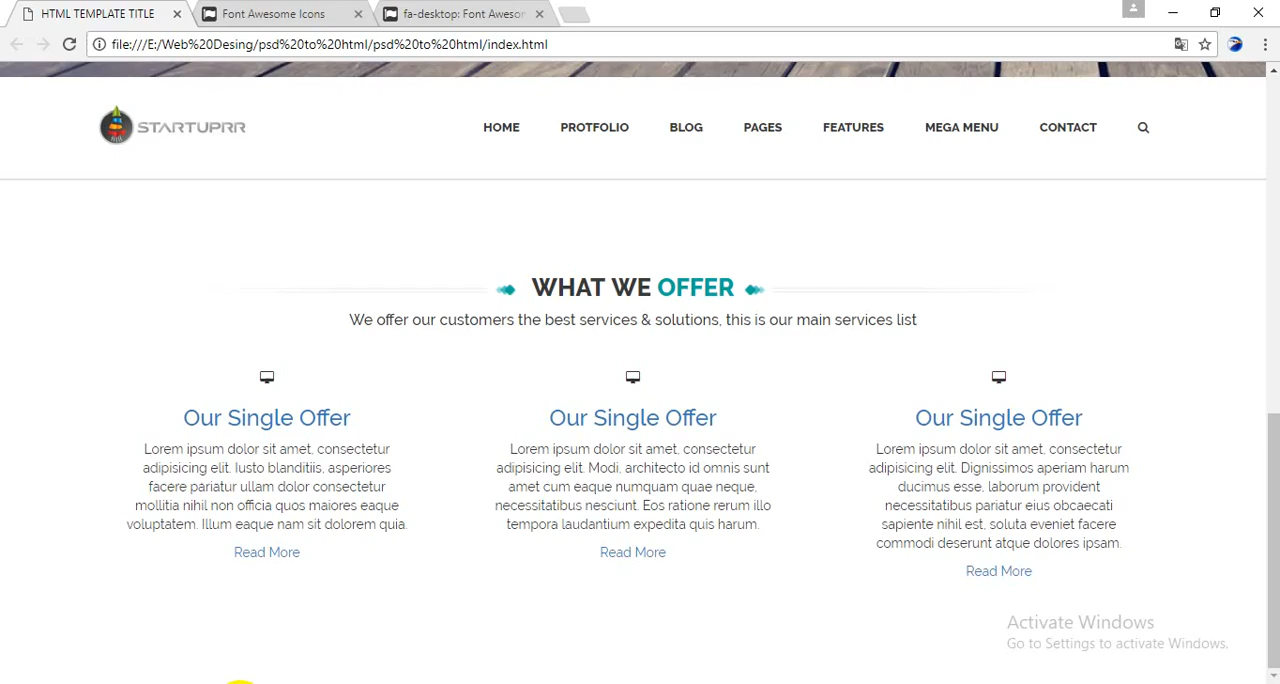 HTML TEMPLATE TITLE
Font Awesome Icons
fa-desktop: Font Awesor
file:///E:/Web%20Desing/psd%20to%20html/psd%20to%20html/index.html
STARTUPRR
HOME PROTFOLIO BLOG PAGES FEATURES MEGA MENU CONTACT
WHAT WE OFFER
We offer our customers the best services & solutions, this is our main services list
Our Single Offer
Lorem ipsum dolor sit amet, consectetur
adipisicing elit. Iusto blanditiis, asperiores
facere pariatur ullam dolor consectetur
mollitia nihil non officia quos maiores eaque
voluptatem. Illum eaque nam sit dolorem quia.
Read More
Our Single Offer
Lorem ipsum dolor sit amet, consectetur
adipisicing elit. Modi, architecto id omnis sunt
amet cum eaque numquam quae neque,
necessitatibus nesciunt. Eos ratione rerum illo
tempora laudantium expedita quis harum.
Read More
Our Single Offer
Lorem ipsum dolor sit amet, consectetur
adipisicing elit. Dignissimos aperiam harum
ducimus esse, laborum provident
necessitatibus pariatur eius obcaecati
sapiente nihil est, soluta eveniet facere
commodi deserunt atque dolores ipsam.
Read More
Activate Windows
Go to Settings to activate Windows.